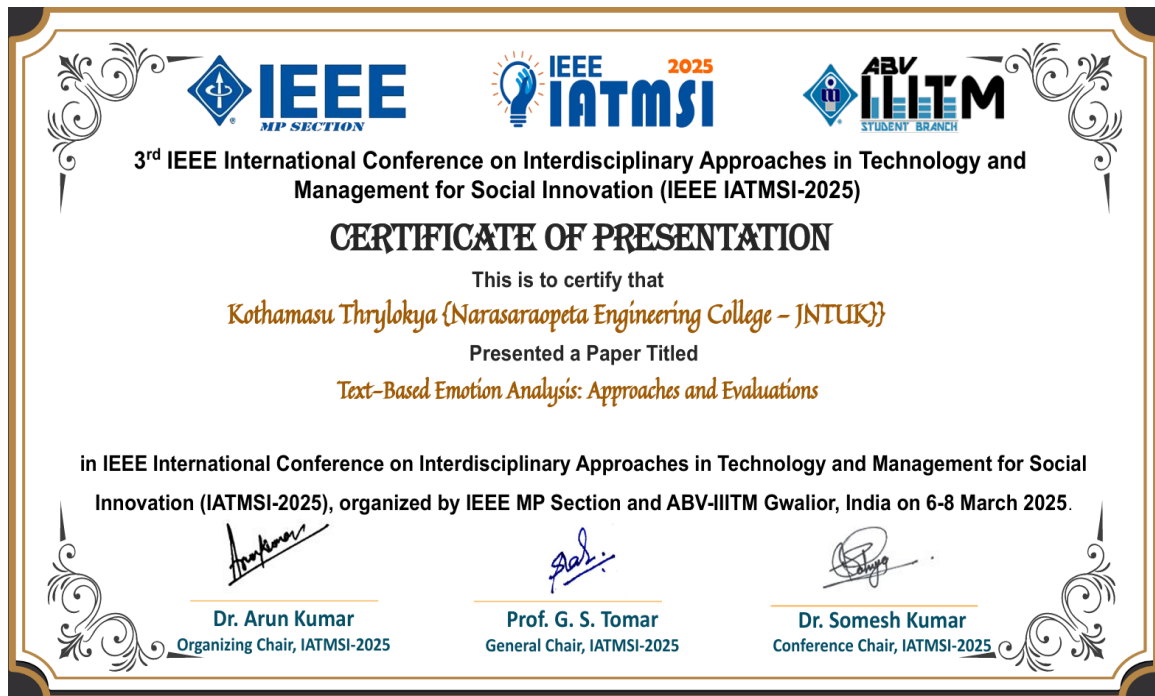 IEEE
MP SECTION
IEEE 2025
IATMSI
ABV
IIITM
STUDENT BRANCH
3rd IEEE International Conference on Interdisciplinary Approaches in Technology and
Management for Social Innovation (IEEE IATMSI-2025)
CERTIFICATE OF PRESENTATION
This is to certify that
Kothamasu Thrylokya {Narasaraopeta Engineering College - JNTUK}}
Presented a Paper Titled
Text-Based Emotion Analysis: Approaches and Evaluations
in IEEE International Conference on Interdisciplinary Approaches in Technology and Management for Social
Innovation (IATMSI-2025), organized by IEEE MP Section and ABV-IIITM Gwalior, India on 6-8 March 2025.
Dr. Arun Kumar
Organizing Chair, IATMSI-2025
Prof. G. S. Tomar
General Chair, IATMSI-2025
Dr. Somesh Kumar
Conference Chair, IATMSI-2025